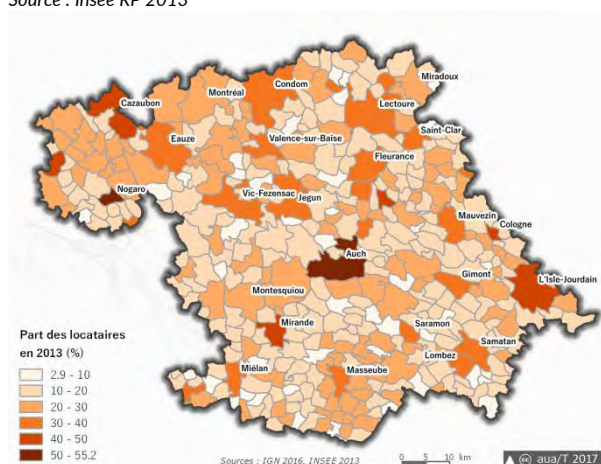 Source : Insee RP 2013
Miradoux
Condom
Montréal
Cazaubon
Lectoure
Saint-Clar
Valence-sur-Baïse
Eauze
Fleurance
Vic-Fezensac
Jegun
Nogaro
Mauvezin
Cologne
Auch
Gimont
L'Isle-Jourdain
Montesquiou
Mirande
Saramon
Samatan
Lombez
Miélan
Masseube
Part des locataires
en 2013 (%)
2.9 - 10
10 - 20
20 - 30
30 - 40
40 - 50
50 - 55.2
Sources : IGN 2016, INSEE 2013
0 5 10 km
cc aua/T 2017